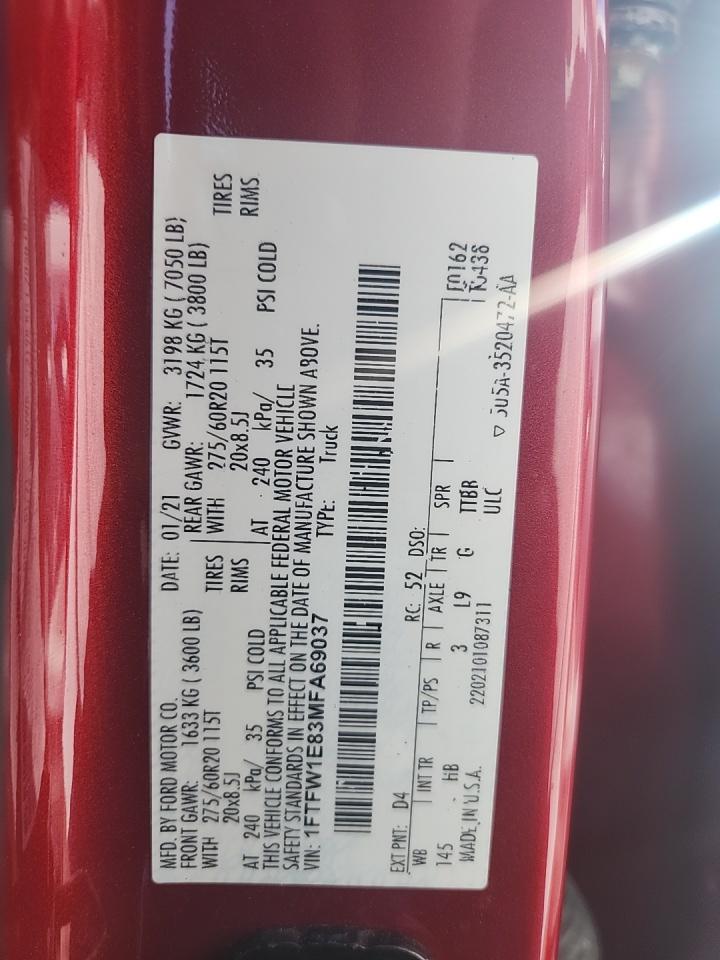 MFD. BY FORD MOTOR CO. DATE: 01/21 GVWR: 3198 KG ( 7050 LB)
FRONT GAWR: 1633 KG ( 3600 LB) REAR GAWR: 1724 KG ( 3800 LB)
WITH 275/60R20 115T TIRES WITH 275/60R20 115T TIRES
20x8.5J RIMS 20x8.5J RIMS
AT 240 kPa/ 35 PSI COLD AT 240 kPa/ 35 PSI COLD
THIS VEHICLE CONFORMS TO ALL APPLICABLE FEDERAL MOTOR VEHICLE
SAFETY STANDARDS IN EFFECT ON THE DATE OF MANUFACTURE SHOWN ABOVE.
VIN: 1FTFW1E83MFA69037 TYPE: Truck
EXT PNT: D4 RC: 52 DSO: F0162
WB INT TR TP/PS R AXLE TR SPR T0438
145 HB 3 L9 G TTBR
MADE IN U.S.A. 2202101087311 ULC
5U5A-3520472-AA